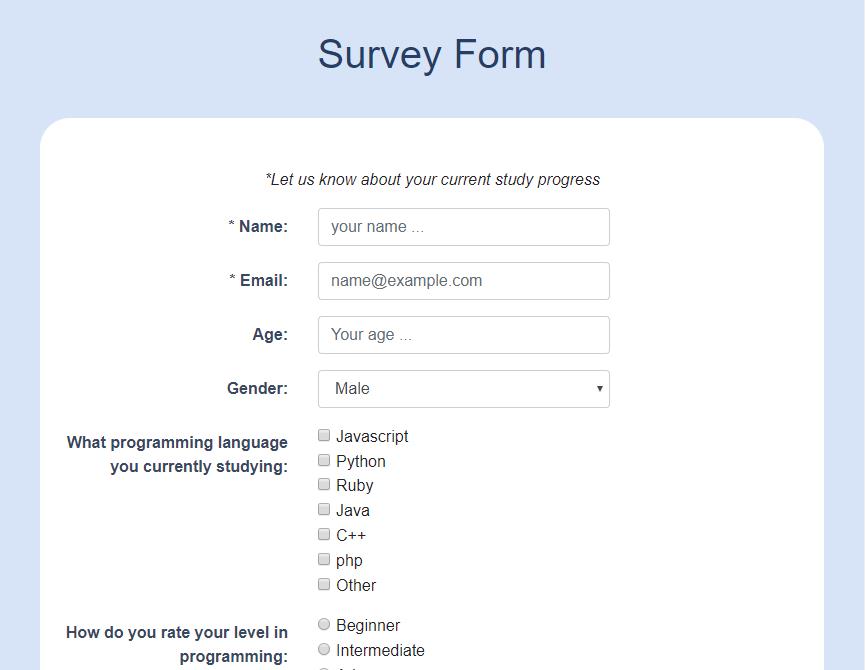 Survey Form
*Let us know about your current study progress
* Name: your name ...
* Email: name@example.com
Age: Your age ...
Gender: Male
What programming language
you currently studying:
Javascript
Python
Ruby
Java
C++
php
Other
How do you rate your level in
programming:
Beginner
Intermediate